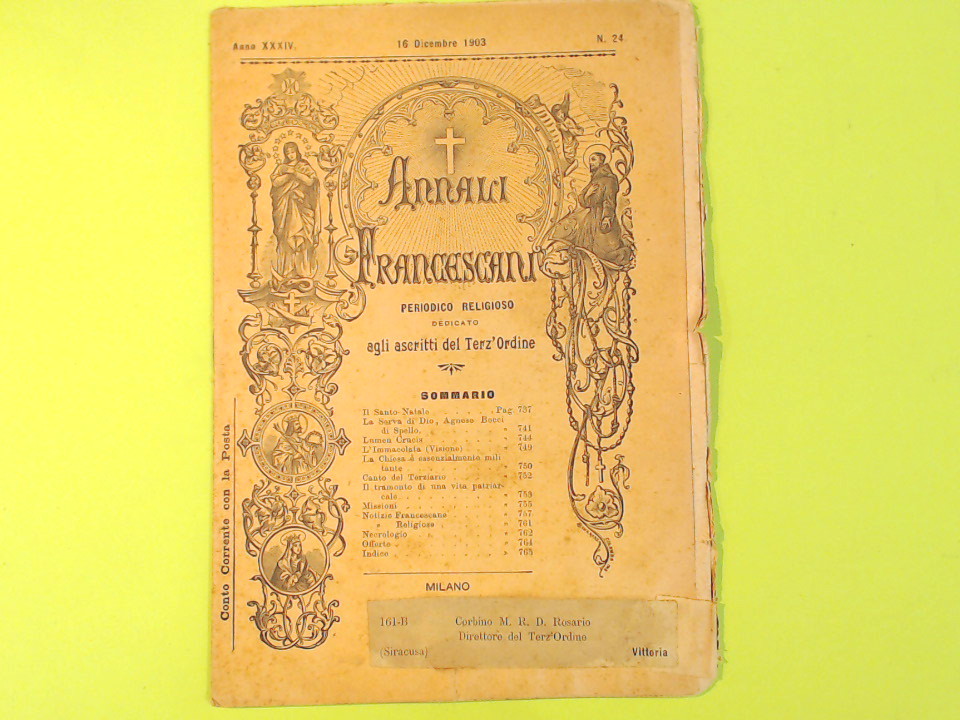 Anno XXXIV.
16 Dicembre 1903
N. 24
ANNALI
FRANCESCANI
PERIODICO RELIGIOSO
DEDICATO
agli ascritti del Terz'Ordine
SOMMARIO
Il Santo Natale . . . . . Pag. 737
La Serva di Dio, Agnese Bocci
di Spello. . . . . . . . » 741
Lumen Crucis . . . . . . » 744
L'Immacolata (Visione) . . . » 749
La Chiesa è essenzialmente mili
tante . . . . . . . . » 750
Canto del Terziario . . . . » 752
Il tramonto di una vita patriar-
cale . . . . . . . . » 753
Missioni . . . . . . . . » 755
Notizie Francescane . . . . » 757
» Religiose . . . . . » 761
Necrologio . . . . . . . » 762
Offerte . . . . . . . . » 764
Indice . . . . . . . . » 765
MILANO
Conto Corrente con la Posta
161-B Corbino M. R. D. Rosario
Direttore del Terz'Ordine
(Siracusa) Vittoria